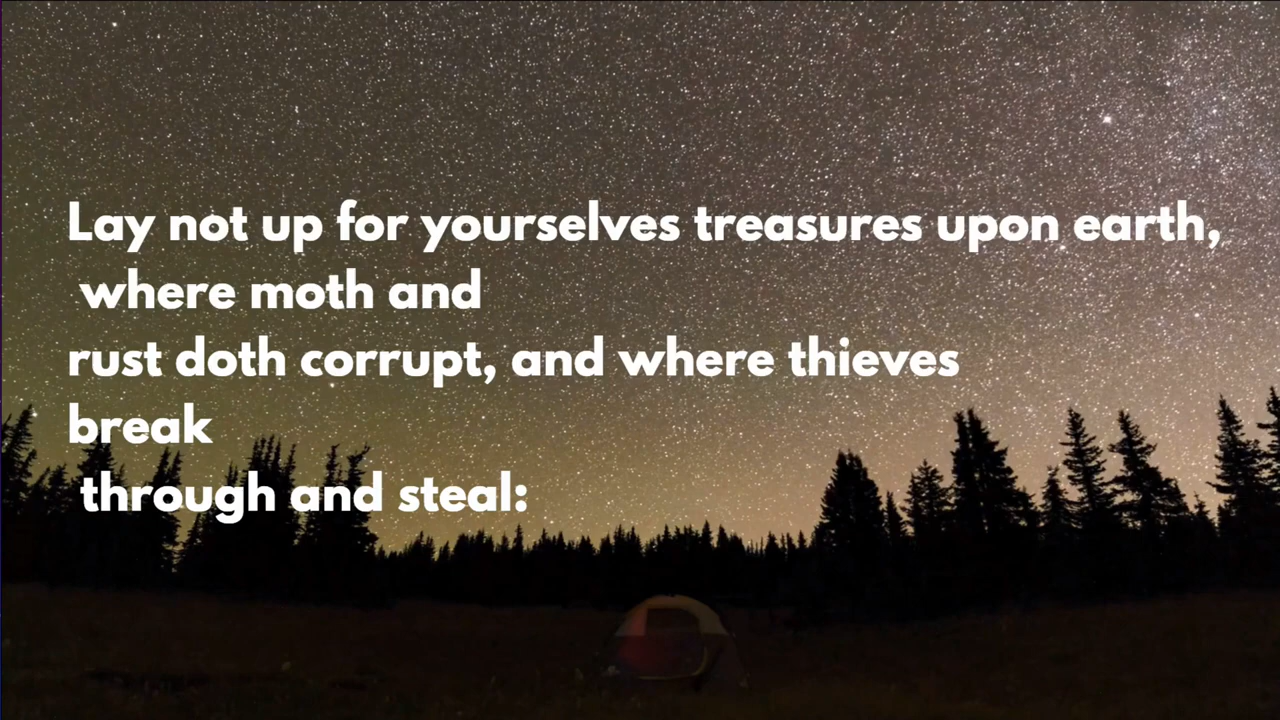 Lay not up for yourselves treasures upon earth,
where moth and
rust doth corrupt, and where thieves
break
through and steal: